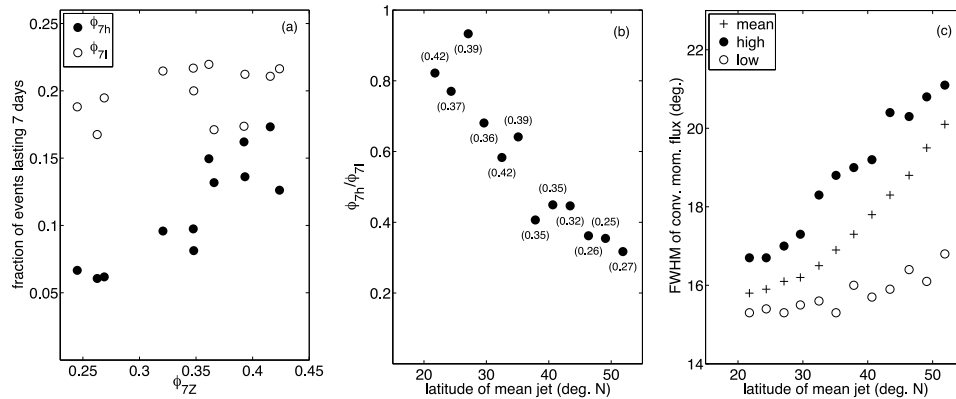 (a)
ϕ7h
ϕ7l
fraction of events lasting 7 days
0.25
0.2
0.15
0.1
0.05
0.25
0.3
0.35
0.4
0.45
ϕ7Z
(b)
ϕ7h/ϕ7l
1
0.8
0.6
0.4
0.2
(0.42)
(0.39)
(0.37)
(0.36)
(0.39)
(0.42)
(0.35)
(0.35)
(0.32)
(0.26)
(0.25)
(0.27)
20
30
40
50
latitude of mean jet (deg. N)
(c)
mean
high
low
FWHM of conv. mom. flux (deg.)
22
20
18
16
14
20
30
40
50
latitude of mean jet (deg. N)